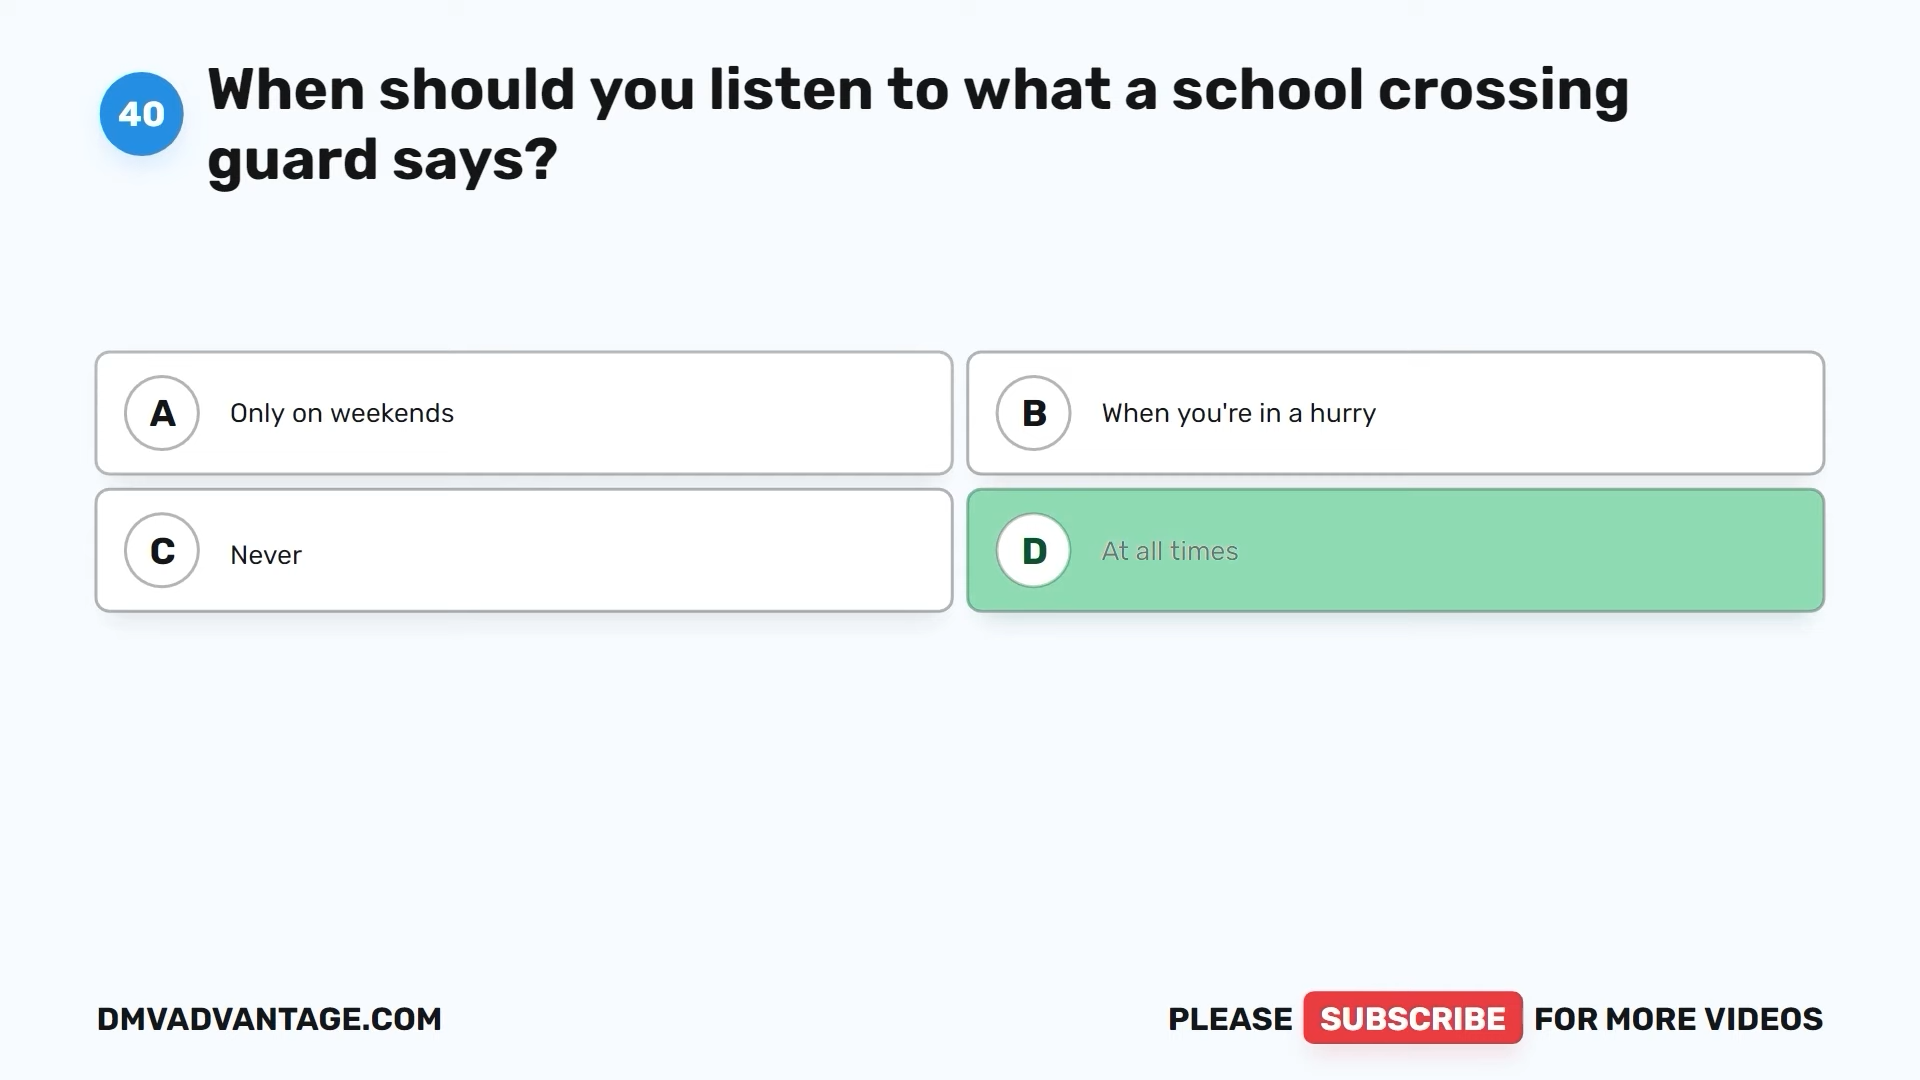 40
When should you listen to what a school crossing
guard says?
A Only on weekends
B When you're in a hurry
C Never
D At all times
DMVADVANTAGE.COM
PLEASE SUBSCRIBE FOR MORE VIDEOS